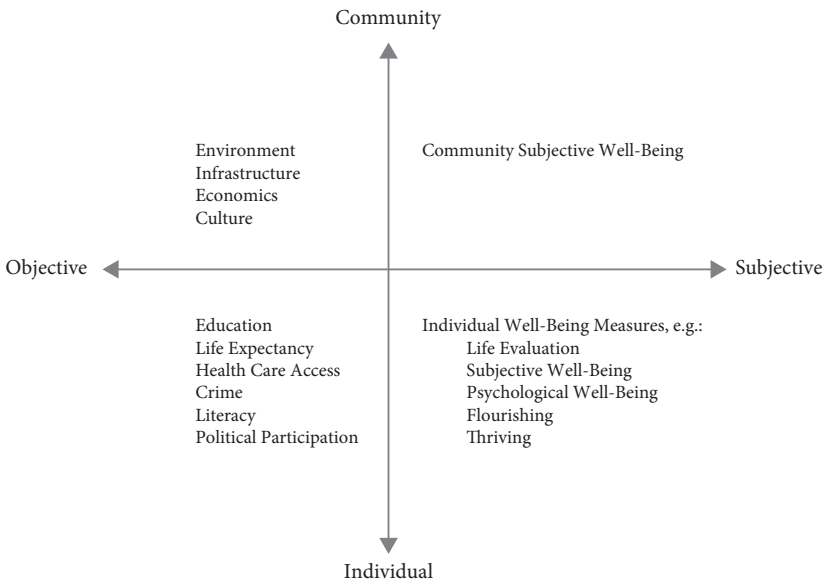 Community
Environment
Infrastructure
Economics
Culture
Community Subjective Well-Being
Objective
Subjective
Education
Life Expectancy
Health Care Access
Crime
Literacy
Political Participation
Individual Well-Being Measures, e.g.:
Life Evaluation
Subjective Well-Being
Psychological Well-Being
Flourishing
Thriving
Individual